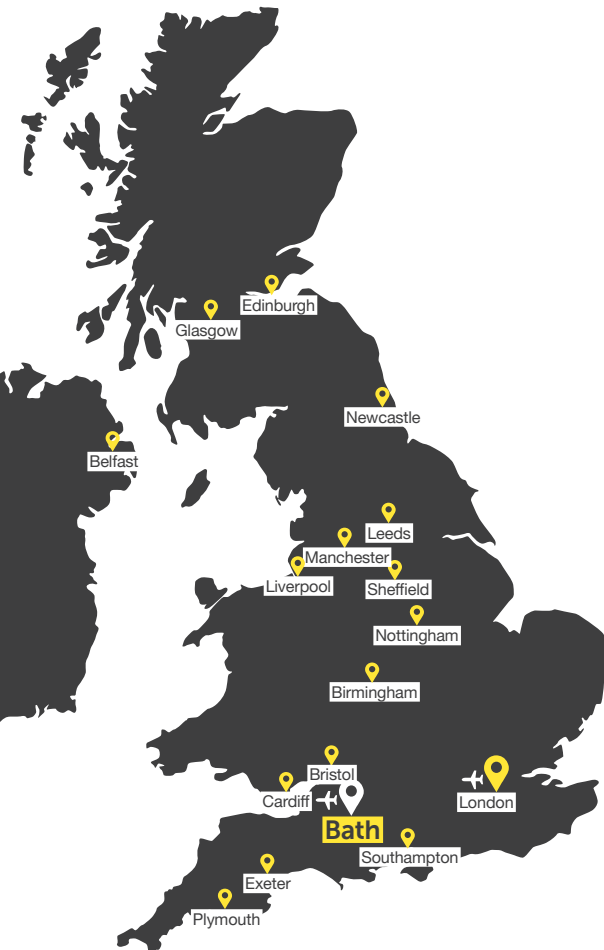 Edinburgh
Glasgow
Newcastle
Belfast
Leeds
Manchester
Liverpool
Sheffield
Nottingham
Birmingham
Bristol
Cardiff
London
Bath
Southampton
Exeter
Plymouth